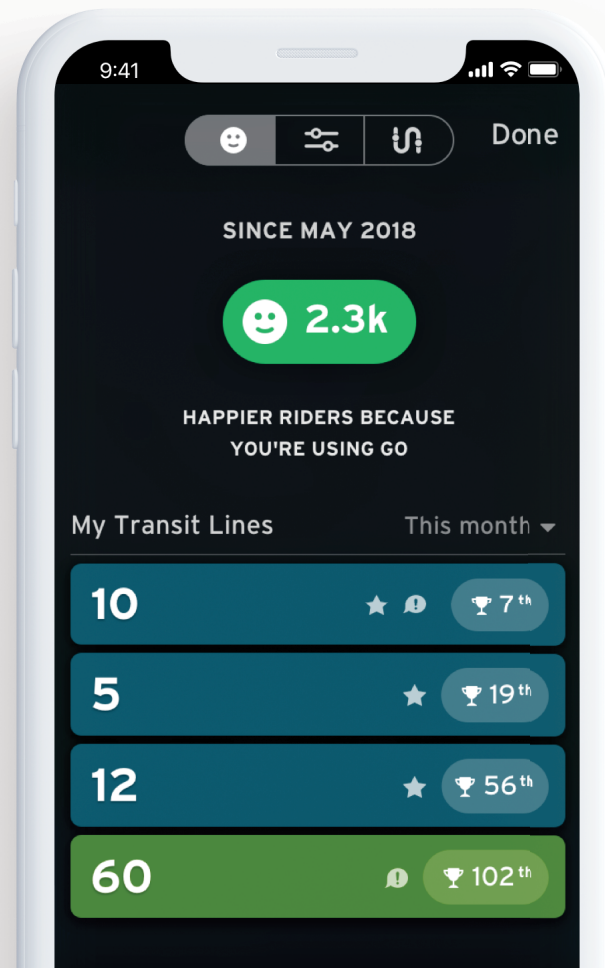 9:41
Done
SINCE MAY 2018
2.3k
HAPPIER RIDERS BECAUSE
YOU'RE USING GO
My Transit Lines
This month
10
7th
5
19th
12
56th
60
102th